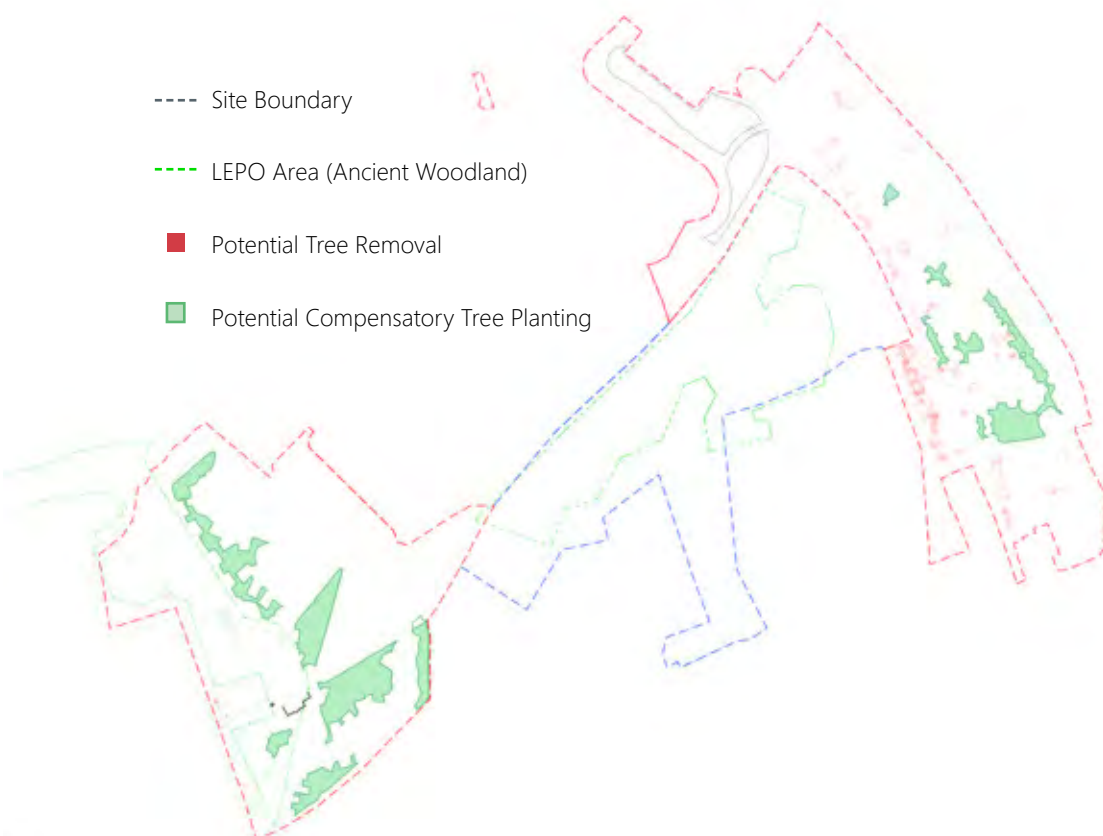 Site Boundary
LEPO Area (Ancient Woodland)
Potential Tree Removal
Potential Compensatory Tree Planting